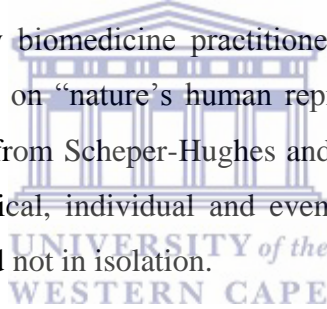 biomedicine practitione
on “nature’s human rep
from Scheper-Hughes and
ical, individual and even
UNIVERSITY of the
d not in isolation.
WESTERN CAPE